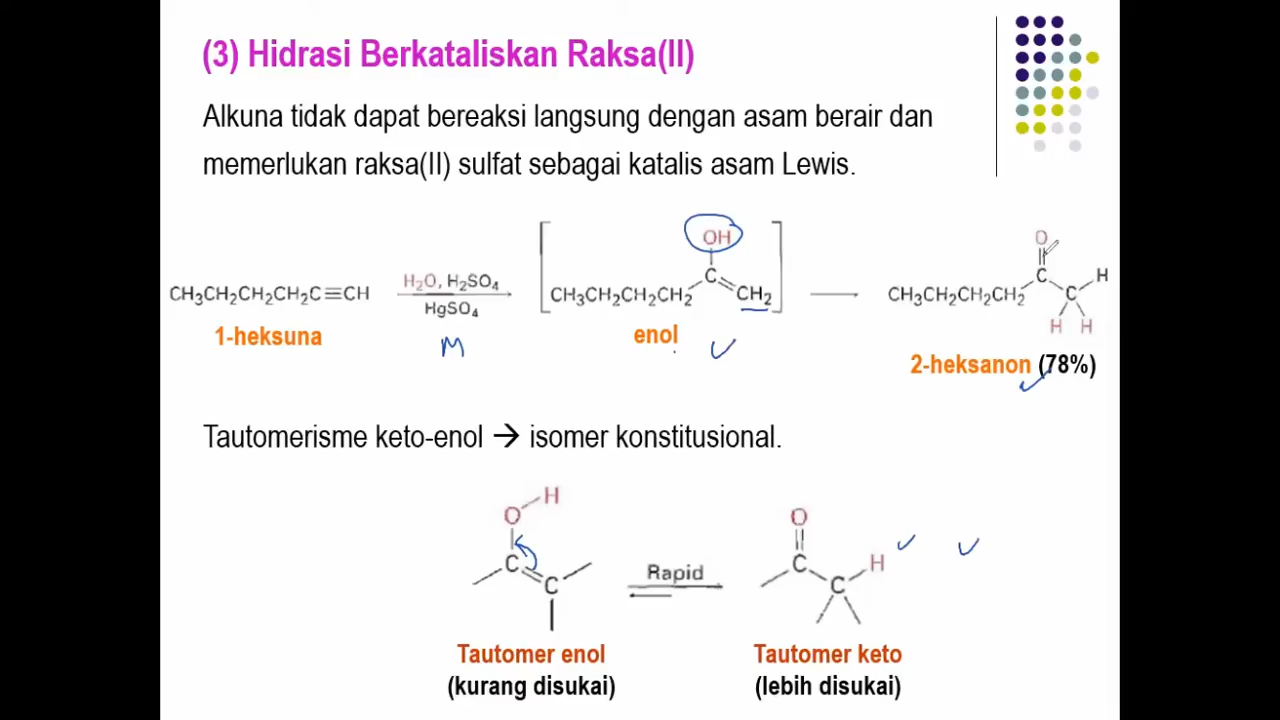 (3) Hidrasi Berkataliskan Raksa(II)
Alkuna tidak dapat bereaksi langsung dengan asam berair dan
memerlukan raksa(II) sulfat sebagai katalis asam Lewis.
CH₃CH₂CH₂CH₂C≡CH
H₂O, H₂SO₄
HgSO₄
OH
C
CH₃CH₂CH₂CH₂ CH₂
O
C H
CH₃CH₂CH₂CH₂ C
H H
1-heksuna
enol
M
2-heksanon (78%)
Tautomerisme keto-enol → isomer konstitusional.
H
O
C
C
Rapid
O
C H
C
Tautomer enol
(kurang disukai)
Tautomer keto
(lebih disukai)